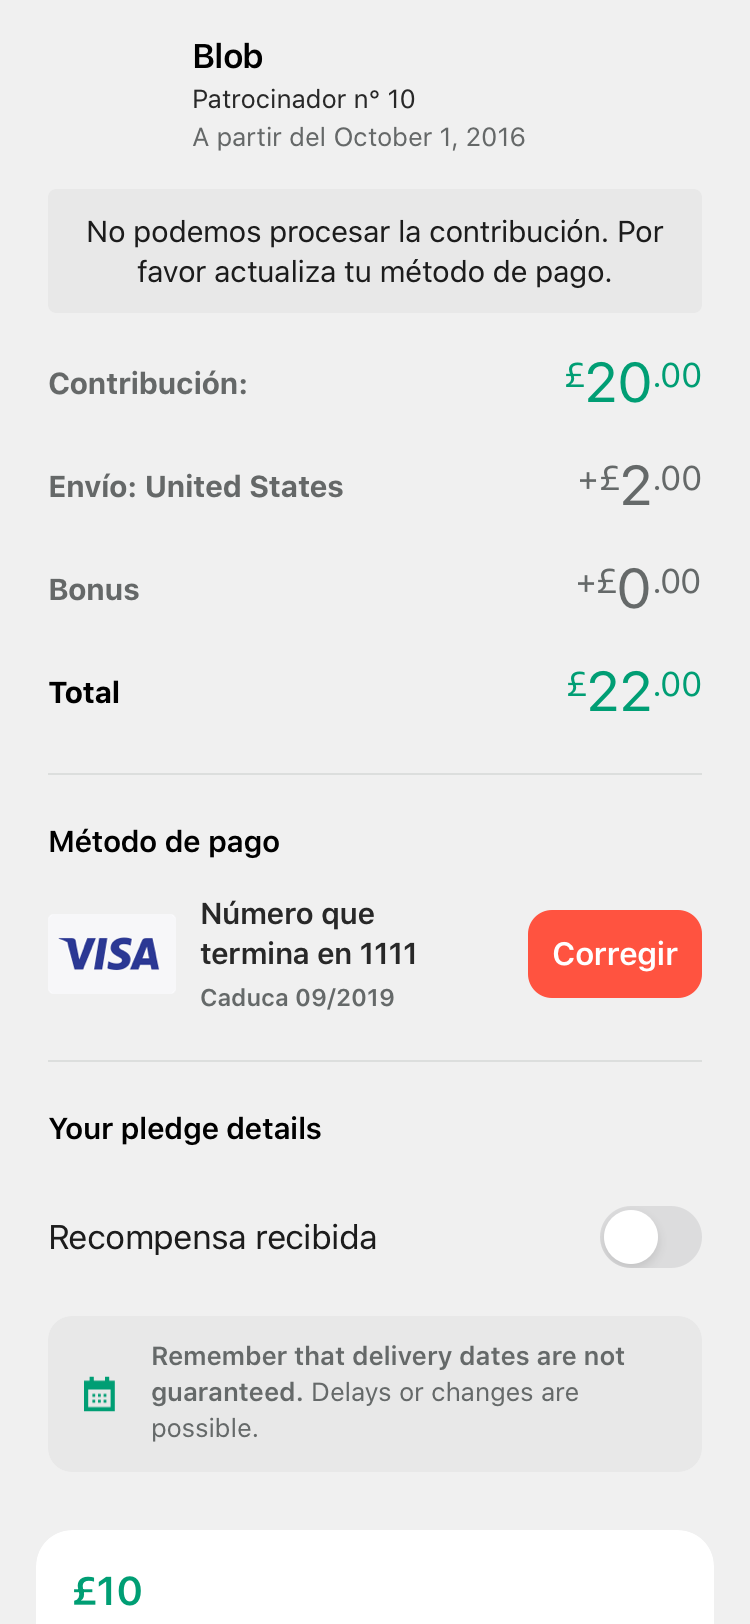 Blob
Patrocinador n° 10
A partir del October 1, 2016
No podemos procesar la contribución. Por
favor actualiza tu método de pago.
Contribución: £20.00
Envío: United States +£2.00
Bonus +£0.00
Total £22.00
Método de pago
VISA
Número que
termina en 1111
Caduca 09/2019
Corregir
Your pledge details
Recompensa recibida
Remember that delivery dates are not
guaranteed. Delays or changes are
possible.
£10